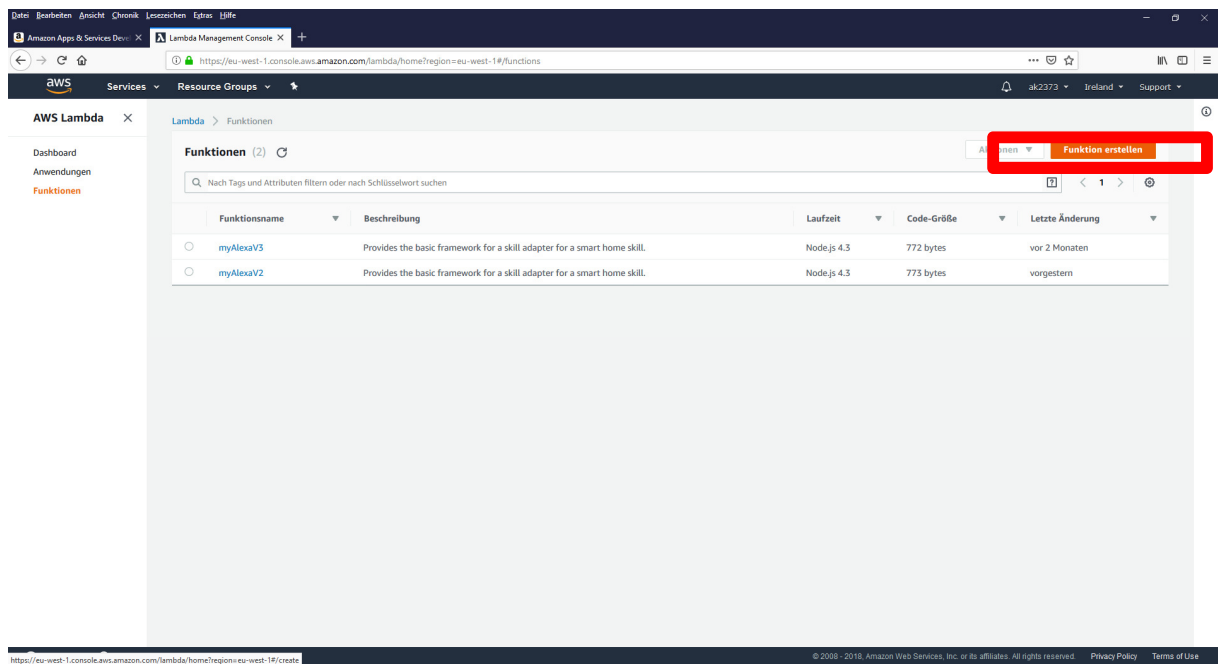 Datei Bearbeiten Ansicht Chronik Lesezeichen Extras Hilfe
Amazon Apps & Services Devel Lambda Management Console
https://eu-west-1.console.aws.amazon.com/lambda/home?region=eu-west-1#/functions
aws Services Resource Groups ak2373 Ireland Support
AWS Lambda
Lambda > Funktionen
Dashboard
Anwendungen
Funktionen
Funktionen (2) Funktion erstellen
Nach Tags und Attributen filtern oder nach Schlüsselwort suchen < 1 >
Funktionsname Beschreibung Laufzeit Code-Größe Letzte Änderung
myAlexaV3 Provides the basic framework for a skill adapter for a smart home skill. Node.js 4.3 772 bytes vor 2 Monaten
myAlexaV2 Provides the basic framework for a skill adapter for a smart home skill. Node.js 4.3 773 bytes vorgestern
https://eu-west-1.console.aws.amazon.com/lambda/home?region=eu-west-1#/create
© 2008 - 2018, Amazon Web Services, Inc. or its affiliates. All rights reserved. Privacy Policy Terms of Use